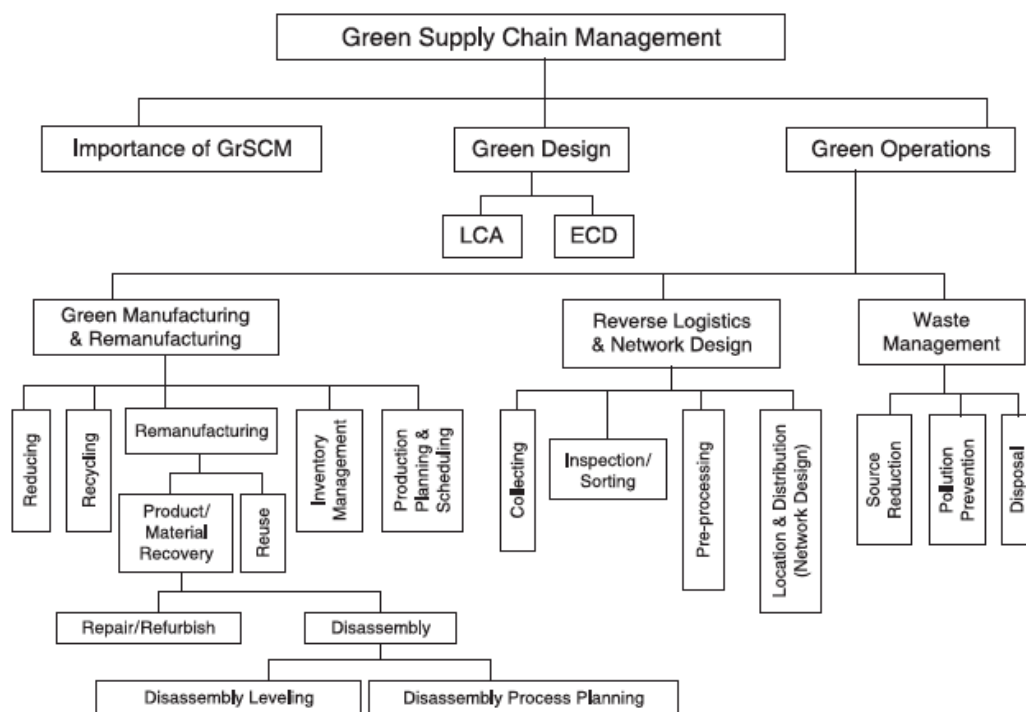 Green Supply Chain Management
Importance of GrSCM
Green Design
Green Operations
LCA
ECD
Green Manufacturing
& Remanufacturing
Reverse Logistics
& Network Design
Waste
Management
Reducing
Recycling
Remanufacturing
Inventory
Management
Production
Planning &
Scheduling
Collecting
Inspection/
Sorting
Pre-processing
Location & Distribution
(Network Design)
Source
Reduction
Pollution
Prevention
Disposal
Product/
Material
Recovery
Reuse
Repair/Refurbish
Disassembly
Disassembly Leveling
Disassembly Process Planning